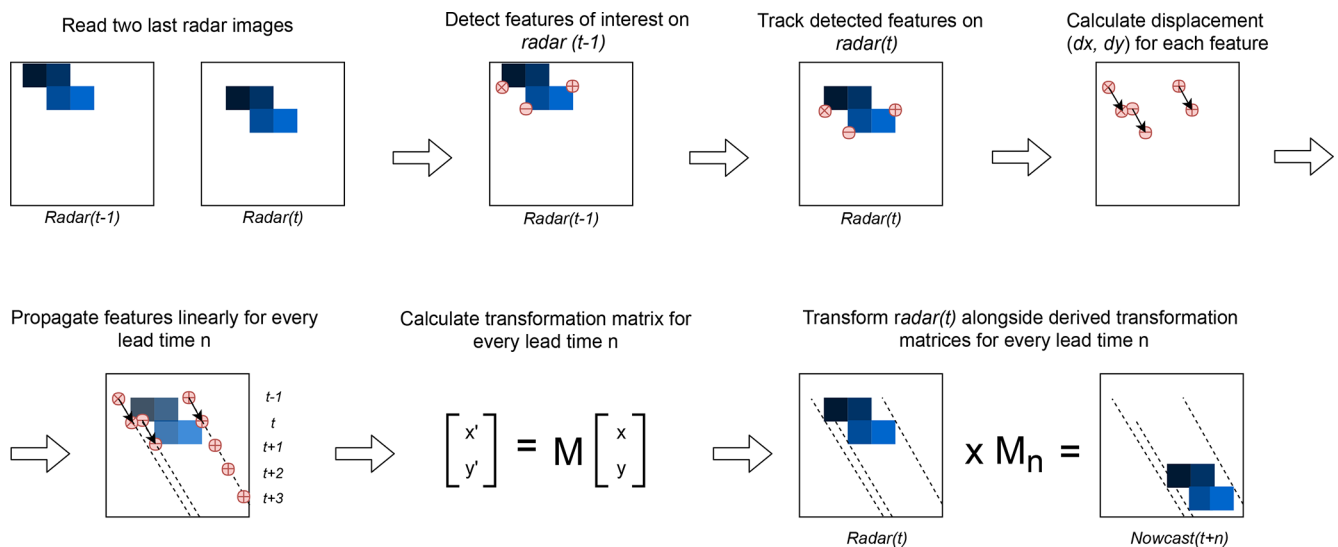 Read two last radar images
Radar(t-1)
Radar(t)
Detect features of interest on
radar (t-1)
Radar(t-1)
Track detected features on
radar(t)
Radar(t)
Calculate displacement
(dx, dy) for each feature
Propagate features linearly for every
lead time n
t-1
t
t+1
t+2
t+3
Calculate transformation matrix for
every lead time n
x' = M x
y' y
Transform radar(t) alongside derived transformation
matrices for every lead time n
Radar(t)
x Mn =
Nowcast(t+n)